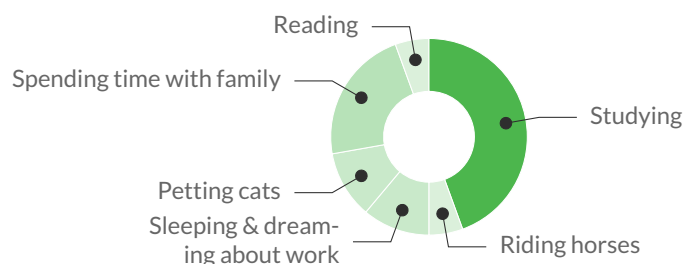 Reading
Spending time with family
Studying
Petting cats
Sleeping & dream-
ing about work
Riding horses